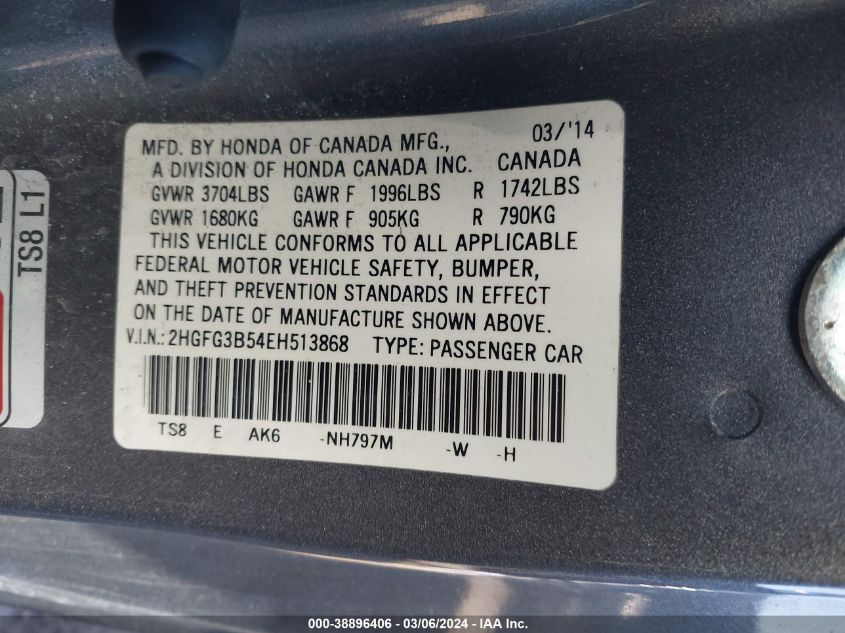 MFD. BY HONDA OF CANADA MFG., 03/'14
A DIVISION OF HONDA CANADA INC. CANADA
GVWR 3704LBS GAWR F 1996LBS R 1742LBS
GVWR 1680KG GAWR F 905KG R 790KG
THIS VEHICLE CONFORMS TO ALL APPLICABLE
FEDERAL MOTOR VEHICLE SAFETY, BUMPER,
AND THEFT PREVENTION STANDARDS IN EFFECT
ON THE DATE OF MANUFACTURE SHOWN ABOVE.
V.I.N.: 2HGFG3B54EH513868 TYPE: PASSENGER CAR
TS8 E AK6 -NH797M -W -H
TS8 L1
000-38896406 - 03/06/2024 - IAA Inc.